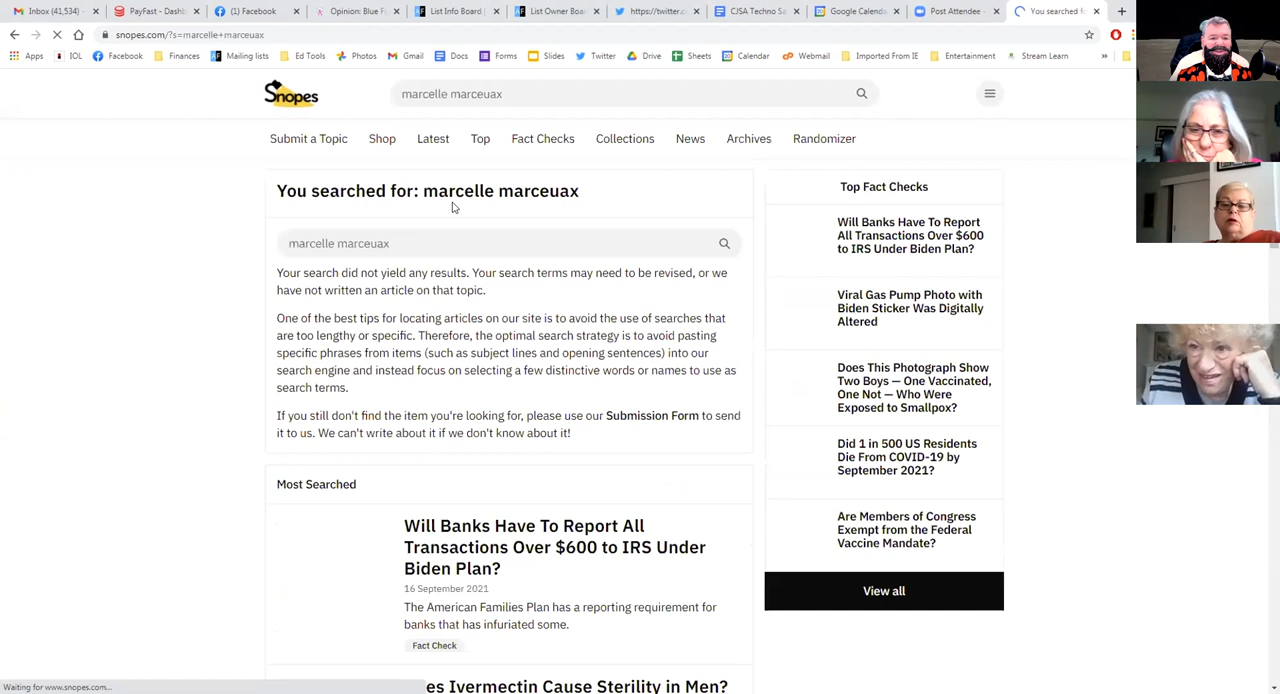 Inbox (41,534) -
PayFast - Dashb
(1) Facebook
Opinion: Blue F
List Info Board |
List Owner Boa
https://twitter.c
CJSA Techno Sa
Google Calenda
Post Attendee -
You searched fo
snopes.com/?s=marcelle+marceuax
Apps
IOL
Facebook
Finances
Mailing lists
Ed Tools
Photos
Gmail
Docs
Forms
Slides
Twitter
Drive
Sheets
Calendar
Webmail
Imported From IE
Entertainment
Stream Learn
Snopes
marcelle marceuax
Submit a Topic
Shop
Latest
Top
Fact Checks
Collections
News
Archives
Randomizer
You searched for: marcelle marceuax
marcelle marceuax
Your search did not yield any results. Your search terms may need to be revised, or we
have not written an article on that topic.
One of the best tips for locating articles on our site is to avoid the use of searches that
are too lengthy or specific. Therefore, the optimal search strategy is to avoid pasting
specific phrases from items (such as subject lines and opening sentences) into our
search engine and instead focus on selecting a few distinctive words or names to use as
search terms.
If you still don't find the item you're looking for, please use our Submission Form to send
it to us. We can't write about it if we don't know about it!
Most Searched
Will Banks Have To Report All
Transactions Over $600 to IRS Under
Biden Plan?
16 September 2021
The American Families Plan has a reporting requirement for
banks that has infuriated some.
Fact Check
es Ivermectin Cause Sterility in Men?
Top Fact Checks
Will Banks Have To Report
All Transactions Over $600
to IRS Under Biden Plan?
Viral Gas Pump Photo with
Biden Sticker Was Digitally
Altered
Does This Photograph Show
Two Boys — One Vaccinated,
One Not — Who Were
Exposed to Smallpox?
Did 1 in 500 US Residents
Die From COVID-19 by
September 2021?
Are Members of Congress
Exempt from the Federal
Vaccine Mandate?
View all
Waiting for www.snopes.com...